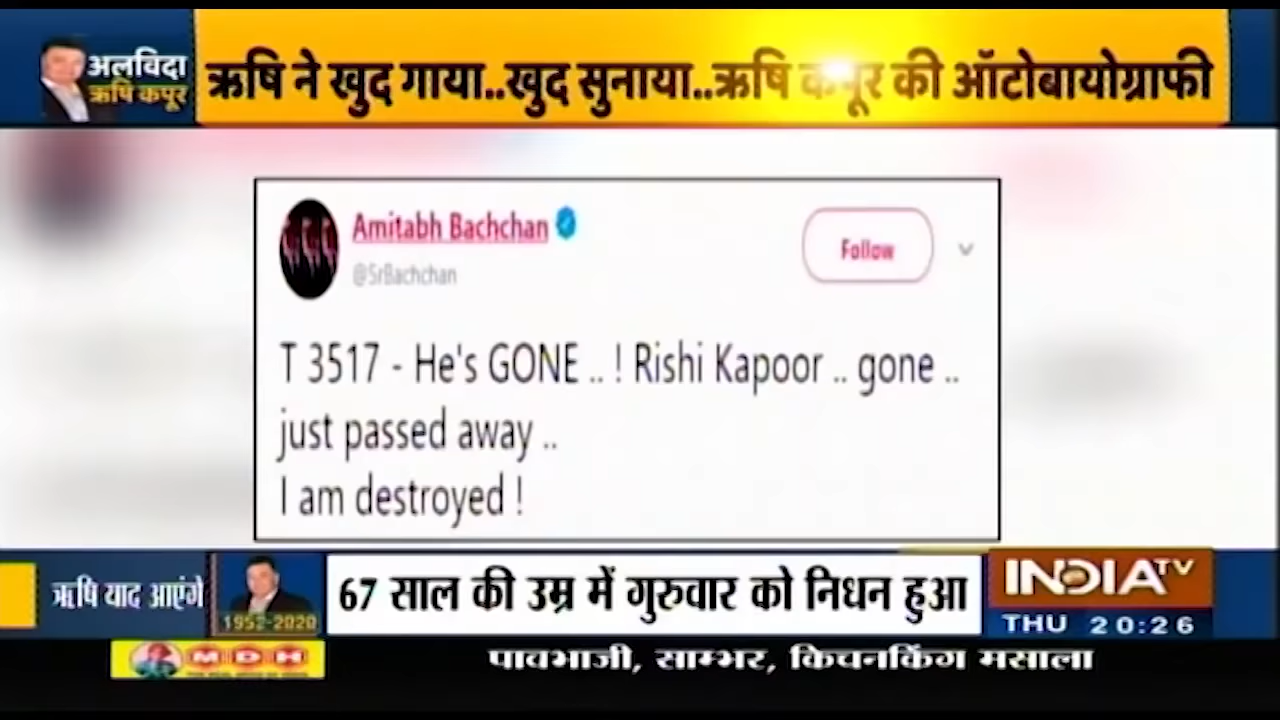 अलविदा
ऋषि कपूर
ऋषि ने खुद गाया..खुद सुनाया..ऋषि कपूर की ऑटोबायोग्राफी
Amitabh Bachchan
@SrBachchan
Follow
T 3517 - He's GONE .. ! Rishi Kapoor .. gone ..
just passed away ..
I am destroyed !
ऋषि याद आएंगे
1952-2020
67 साल की उम्र में गुरुवार को निधन हुआ
INDIA TV
THU 20:26
MDH
पावभाजी, साम्भर, किचनकिंग मसाला